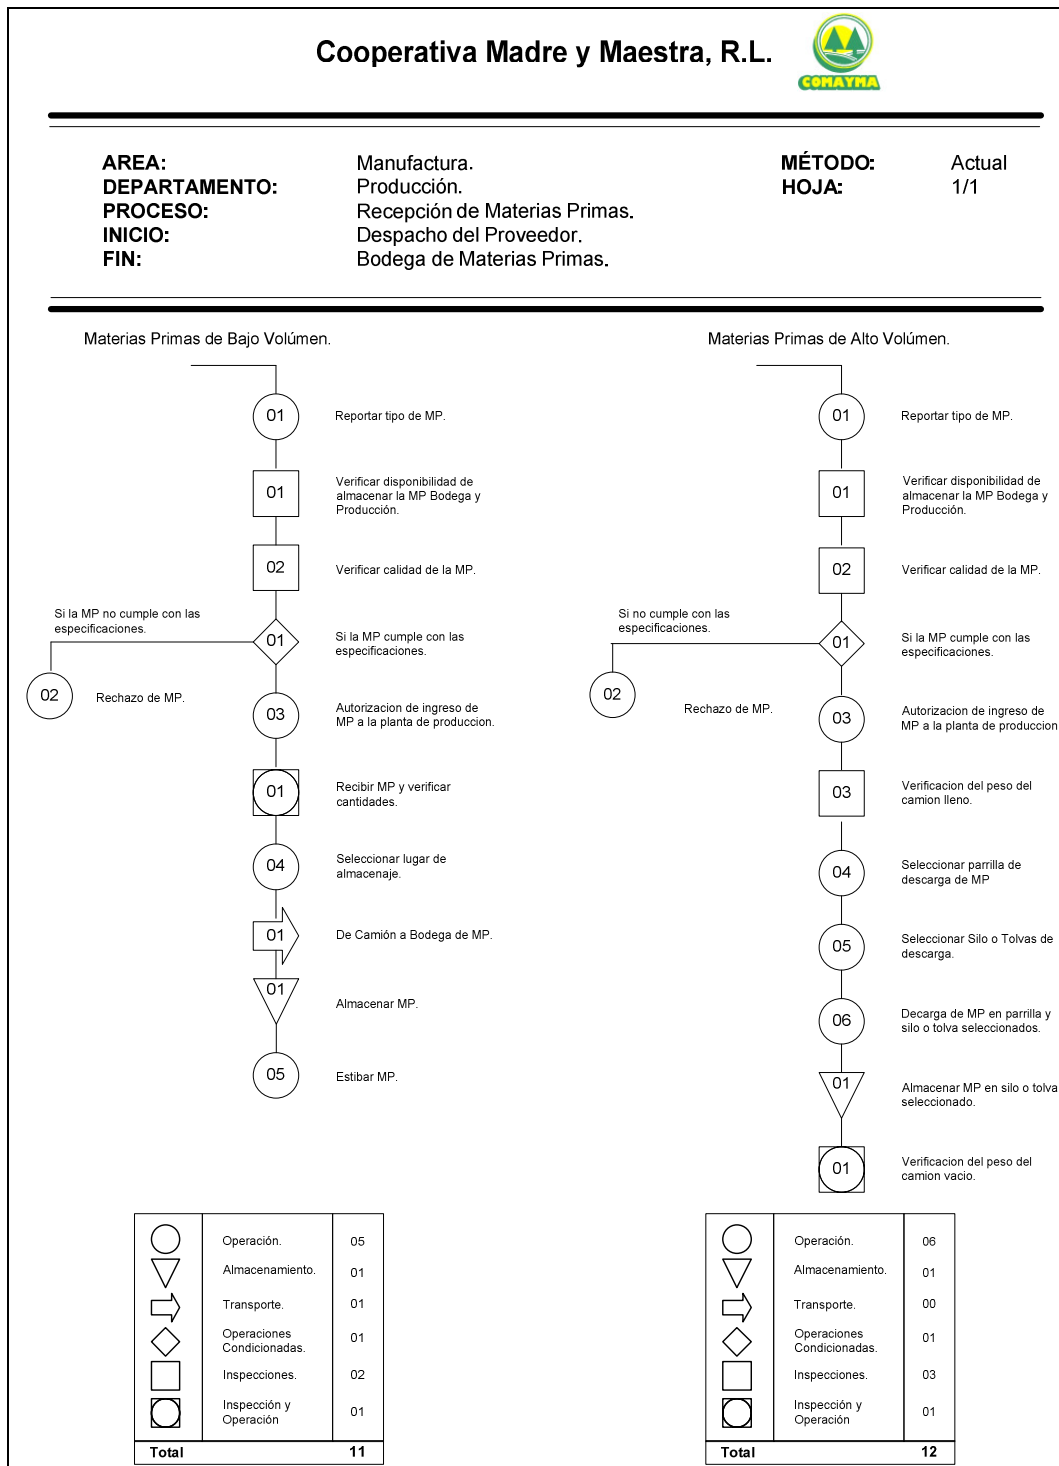 Cooperativa Madre y Maestra, R.L.
COMAYMA
AREA: Manufactura. MÉTODO: Actual
DEPARTAMENTO: Producción. HOJA: 1/1
PROCESO: Recepción de Materias Primas.
INICIO: Despacho del Proveedor.
FIN: Bodega de Materias Primas.
Materias Primas de Bajo Volúmen.
01
Reportar tipo de MP.
01
Verificar disponibilidad de
almacenar la MP Bodega y
Producción.
02
Verificar calidad de la MP.
Si la MP no cumple con las
especificaciones.
01
Si la MP cumple con las
especificaciones.
02
Rechazo de MP.
03
Autorizacion de ingreso de
MP a la planta de produccion.
01
Recibir MP y verificar
cantidades.
04
Seleccionar lugar de
almacenaje.
01
De Camión a Bodega de MP.
01
Almacenar MP.
05
Estibar MP.
Operación. 05
Almacenamiento. 01
Transporte. 01
Operaciones
Condicionadas. 01
Inspecciones. 02
Inspección y
Operación 01
Total 11
Materias Primas de Alto Volúmen.
01
Reportar tipo de MP.
01
Verificar disponibilidad de
almacenar la MP Bodega y
Producción.
02
Verificar calidad de la MP.
Si no cumple con las
especificaciones.
01
Si la MP cumple con las
especificaciones.
02
Rechazo de MP.
03
Autorizacion de ingreso de
MP a la planta de produccion
03
Verificacion del peso del
camion lleno.
04
Seleccionar parrilla de
descarga de MP
05
Seleccionar Silo o Tolvas de
descarga.
06
Decarga de MP en parrilla y
silo o tolva seleccionados.
01
Almacenar MP en silo o tolva
seleccionado.
01
Verificacion del peso del
camion vacio.
Operación. 06
Almacenamiento. 01
Transporte. 00
Operaciones
Condicionadas. 01
Inspecciones. 03
Inspección y
Operación 01
Total 12